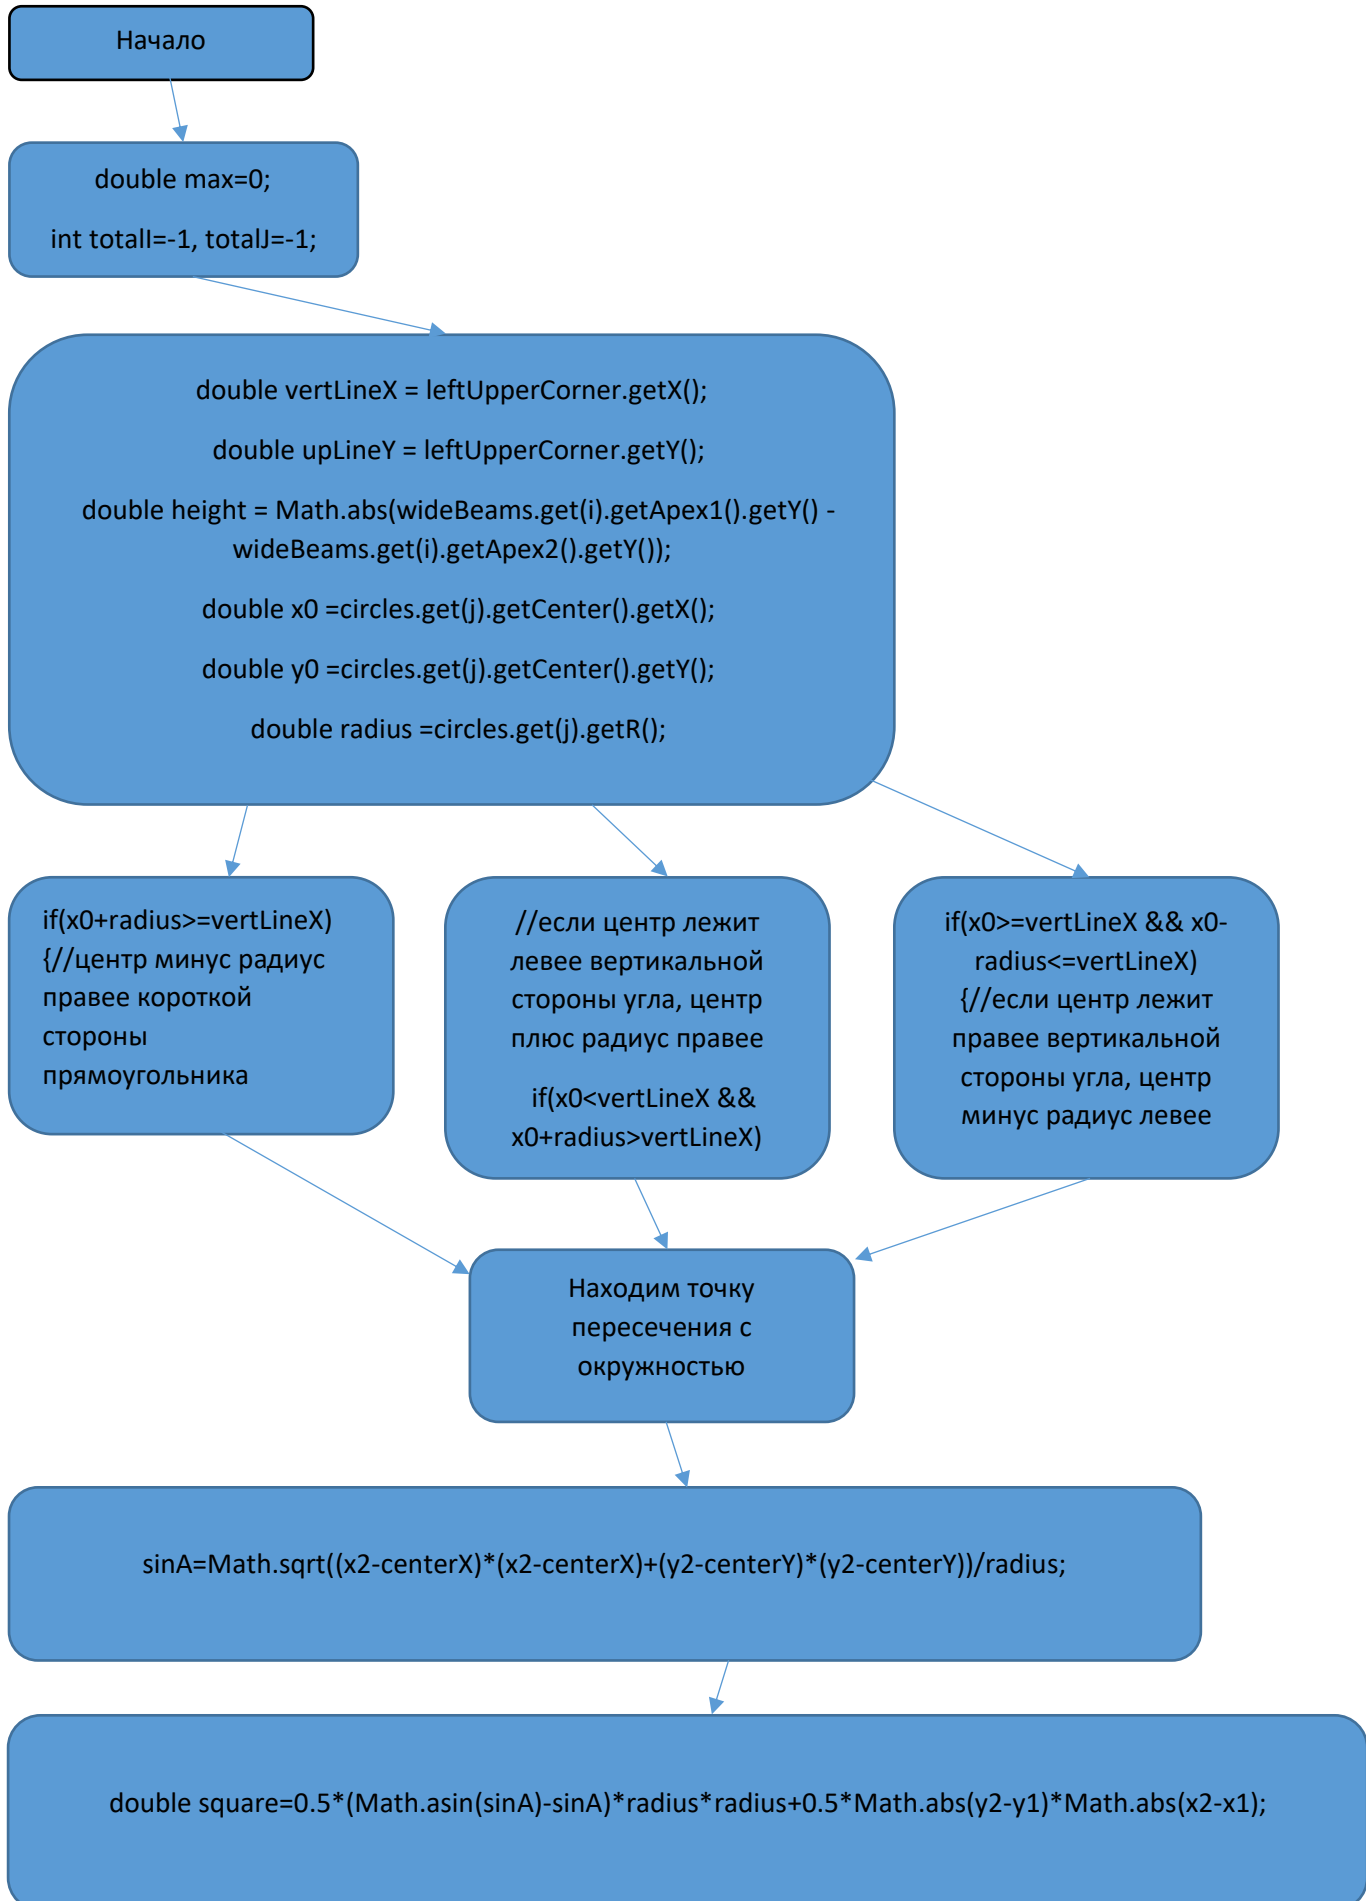 Начало
double max=0;
int totalI=-1, totalJ=-1;
double vertLineX = leftUpperCorner.getX();
double upLineY = leftUpperCorner.getY();
double height = Math.abs(wideBeams.get(i).getApex1().getY() -
wideBeams.get(i).getApex2().getY());
double x0 =circles.get(j).getCenter().getX();
double y0 =circles.get(j).getCenter().getY();
double radius =circles.get(j).getR();
if(x0+radius>=vertLineX)
{//центр минус радиус
правее короткой
стороны
прямоугольника
//если центр лежит
левее вертикальной
стороны угла, центр
плюс радиус правее
if(x0<vertLineX &&
x0+radius>vertLineX)
if(x0>=vertLineX && x0-
radius<=vertLineX)
{//если центр лежит
правее вертикальной
стороны угла, центр
минус радиус левее
Находим точку
пересечения с
окружностью
sinA=Math.sqrt((x2-centerX)*(x2-centerX)+(y2-centerY)*(y2-centerY))/radius;
double square=0.5*(Math.asin(sinA)-sinA)*radius*radius+0.5*Math.abs(y2-y1)*Math.abs(x2-x1);